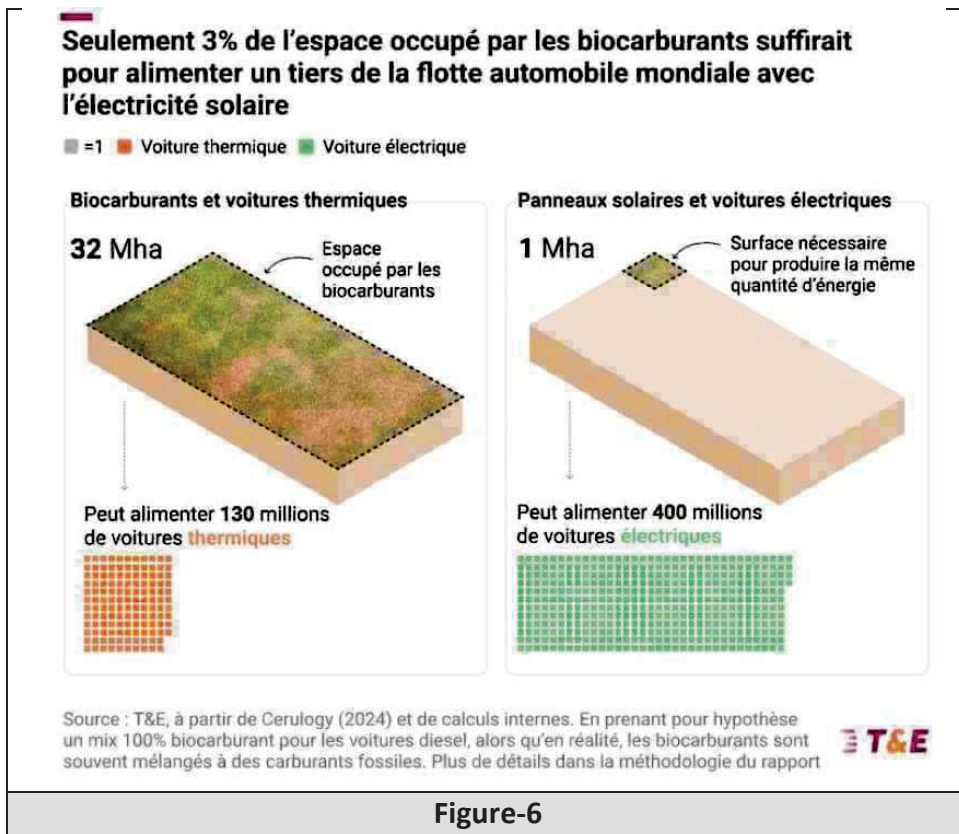 Seulement 3% de l'espace occupé par les biocarburants suffirait
pour alimenter un tiers de la flotte automobile mondiale avec
l'électricité solaire
=1 Voiture thermique Voiture électrique
Biocarburants et voitures thermiques
32 Mha
Espace
occupé par les
biocarburants
Peut alimenter 130 millions
de voitures thermiques
Panneaux solaires et voitures électriques
1 Mha
Surface nécessaire
pour produire la même
quantité d'énergie
Peut alimenter 400 millions
de voitures électriques
Source : T&E, à partir de Cerulogy (2024) et de calculs internes. En prenant pour hypothèse
un mix 100% biocarburant pour les voitures diesel, alors qu'en réalité, les biocarburants sont
souvent mélangés à des carburants fossiles. Plus de détails dans la méthodologie du rapport
T&E
Figure-6